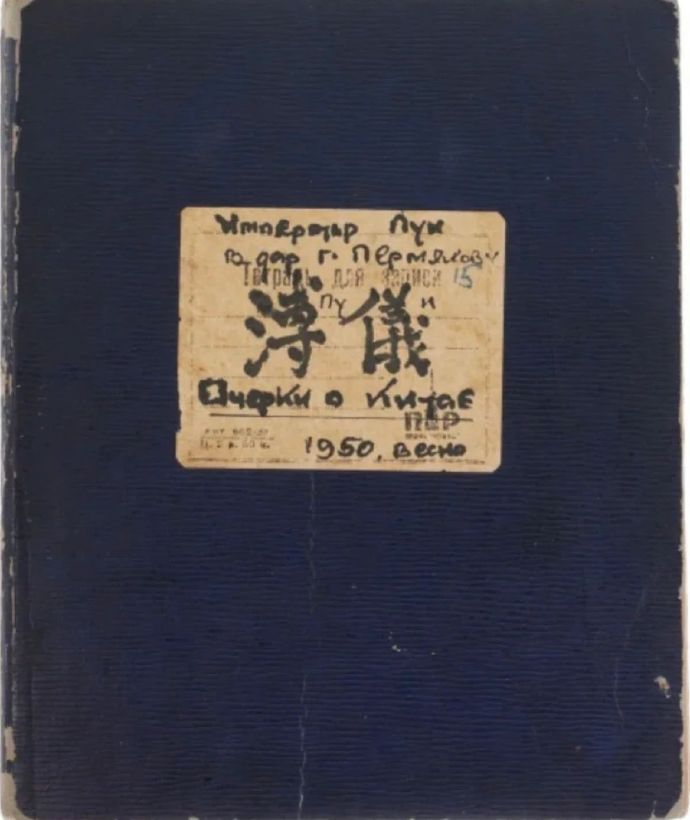 Император Пуи
в дар г. Пермякову
Тетрадь для записи 15
Пу и
溥儀
Очерки о Китае
1950, весна